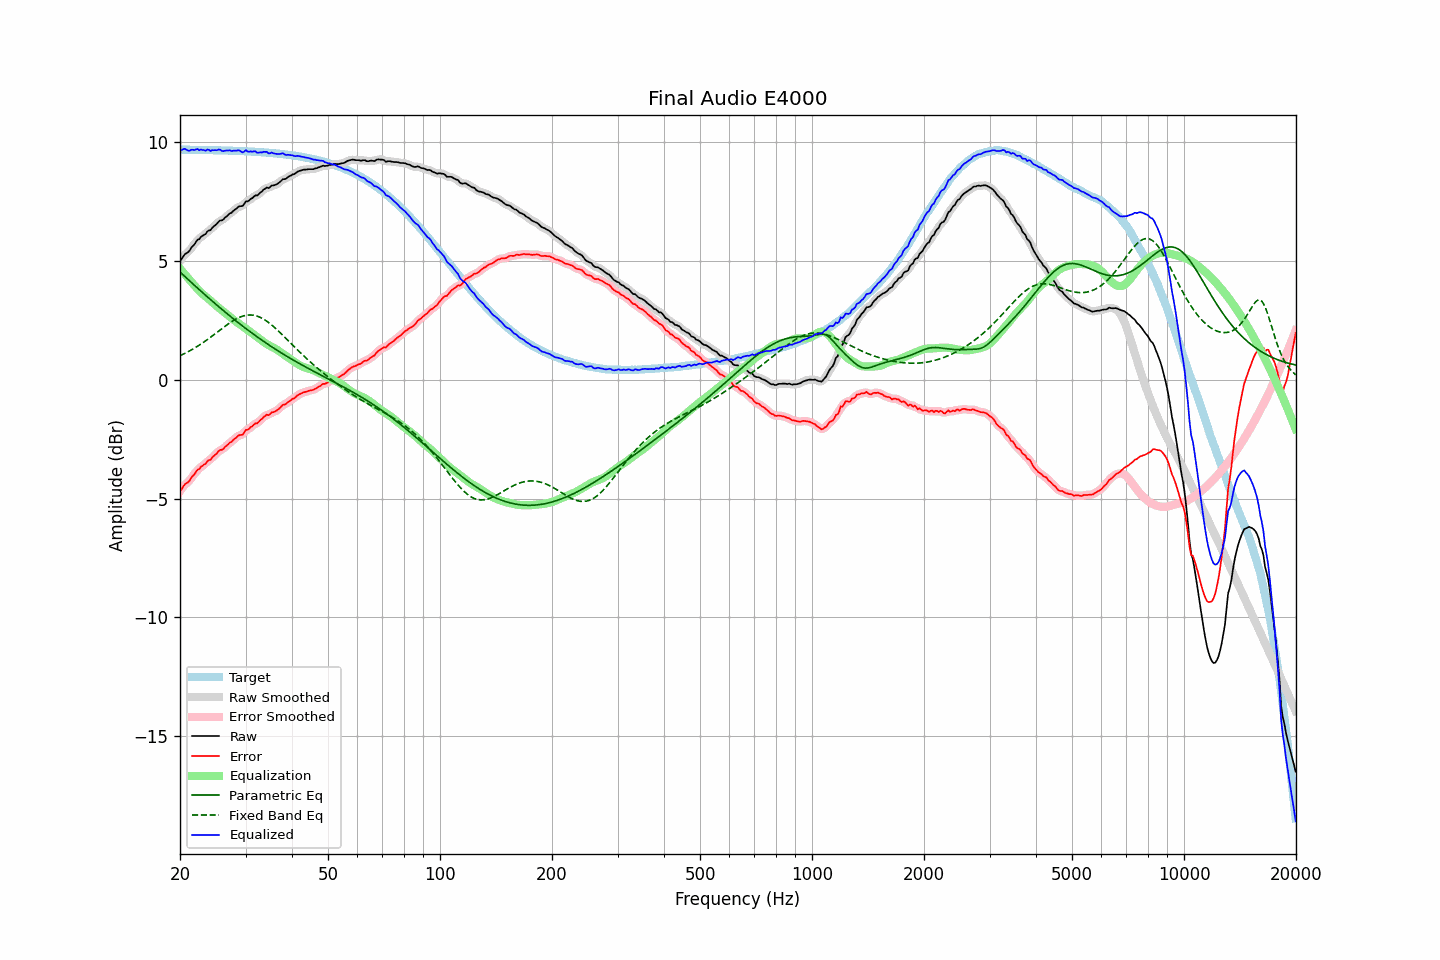 Final Audio E4000
Amplitude (dBr)
10
5
0
−5
−10
−15
Target
Raw Smoothed
Error Smoothed
Raw
Error
Equalization
Parametric Eq
Fixed Band Eq
Equalized
20 50 100 200 500 1000 2000 5000 10000 20000
Frequency (Hz)